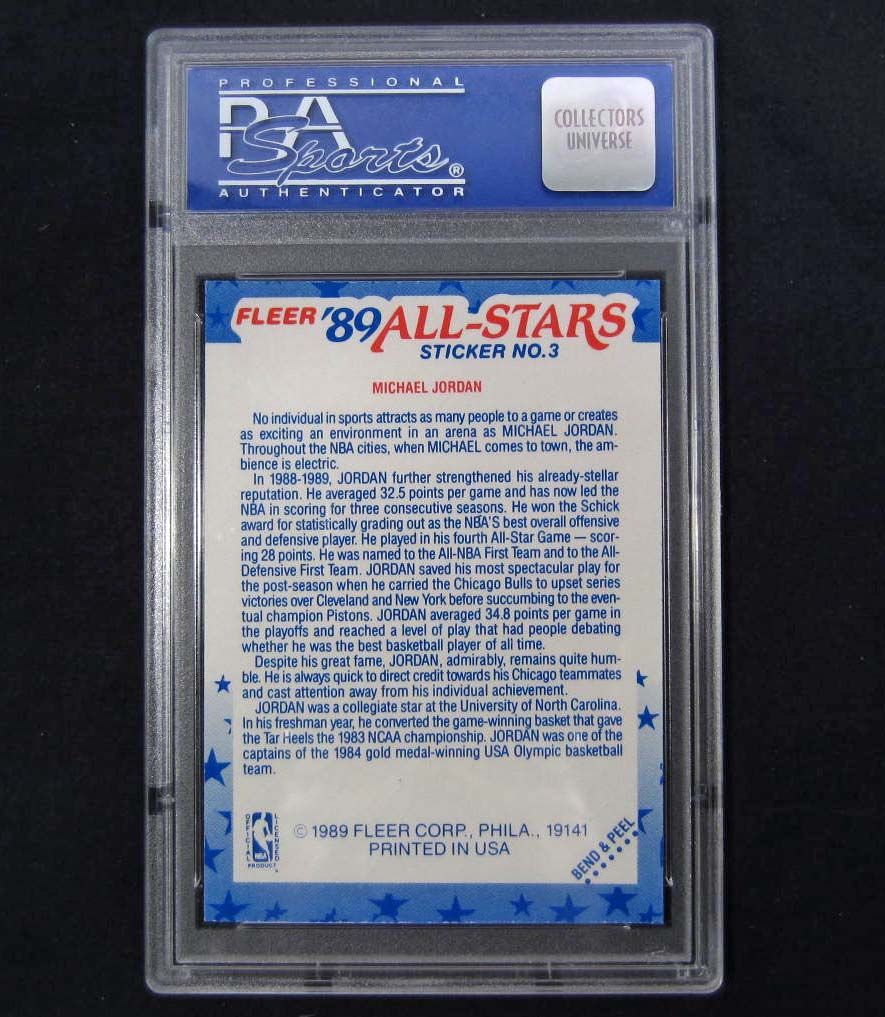 PROFESSIONAL
PSA
Sports®
AUTHENTICATOR
COLLECTORS
UNIVERSE
FLEER '89 ALL-STARS
STICKER NO.3
MICHAEL JORDAN
No individual in sports attracts as many people to a game or creates
as exciting an environment in an arena as MICHAEL JORDAN.
Throughout the NBA cities, when MICHAEL comes to town, the am-
bience is electric.
In 1988-1989, JORDAN further strengthened his already-stellar
reputation. He averaged 32.5 points per game and has now led the
NBA in scoring for three consecutive seasons. He won the Schick
award for statistically grading out as the NBA'S best overall offensive
and defensive player. He played in his fourth All-Star Game — scor-
ing 28 points. He was named to the All-NBA First Team and to the All-
Defensive First Team. JORDAN saved his most spectacular play for
the post-season when he carried the Chicago Bulls to upset series
victories over Cleveland and New York before succumbing to the even-
tual champion Pistons. JORDAN averaged 34.8 points per game in
the playoffs and reached a level of play that had people debating
whether he was the best basketball player of all time.
Despite his great fame, JORDAN, admirably, remains quite hum-
ble. He is always quick to direct credit towards his Chicago teammates
and cast attention away from his individual achievement.
JORDAN was a collegiate star at the University of North Carolina.
In his freshman year, he converted the game-winning basket that gave
the Tar Heels the 1983 NCAA championship. JORDAN was one of the
captains of the 1984 gold medal-winning USA Olympic basketball
team.
OFFICIAL
LICENSED
NBA
PRODUCT
© 1989 FLEER CORP., PHILA., 19141
PRINTED IN USA
BEND & PEEL